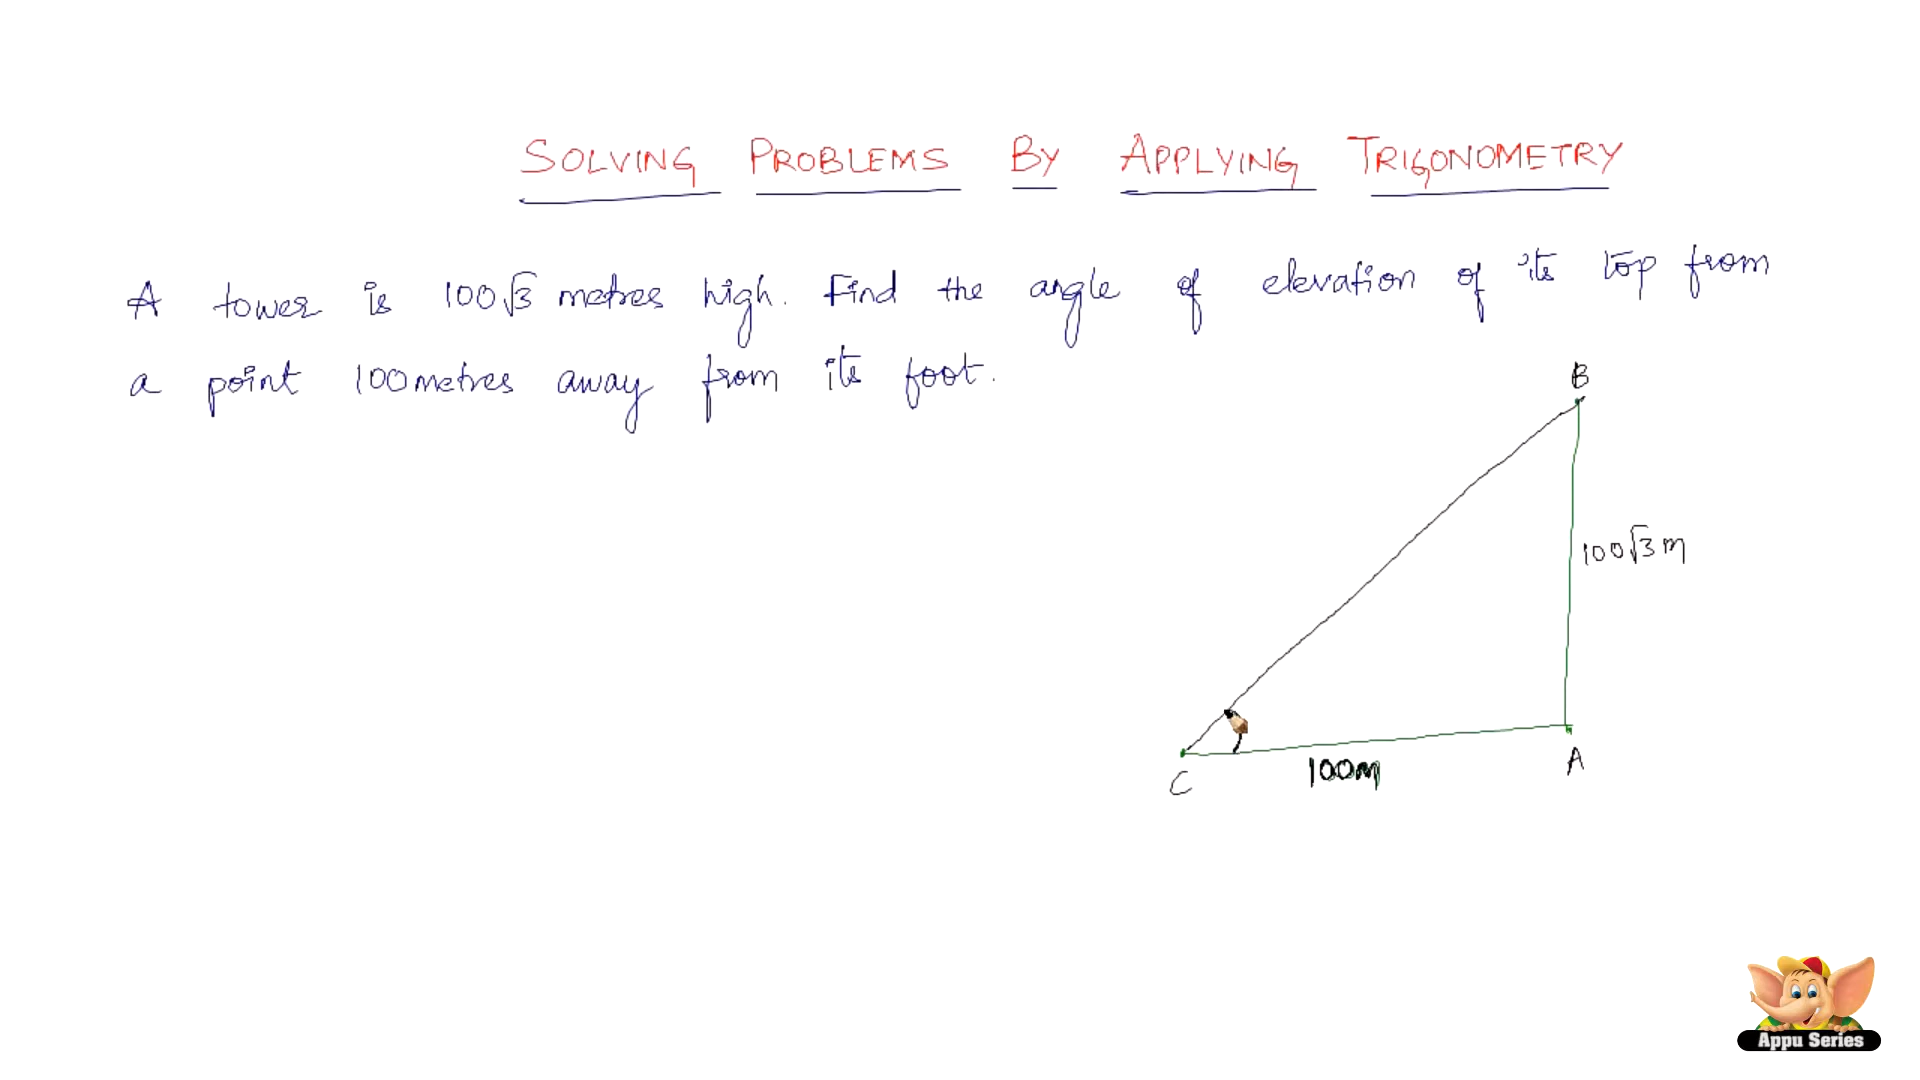 SOLVING PROBLEMS BY APPLYING TRIGONOMETRY
A tower is 100√3 metres high. Find the angle of elevation of its top from
a point 100 metres away from its foot.
B
100√3 m
100m
A
C
Appu Series